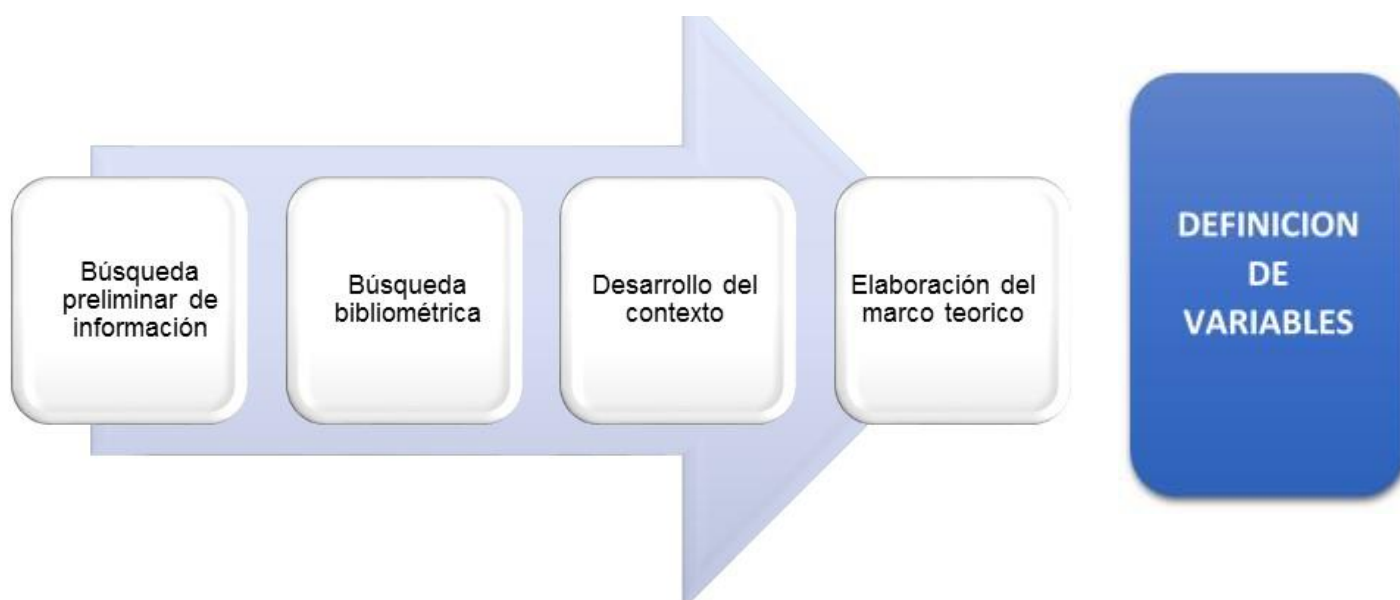 Búsqueda
preliminar de
información
Búsqueda
bibliométrica
Desarrollo del
contexto
Elaboración del
marco teorico
DEFINICION
DE
VARIABLES